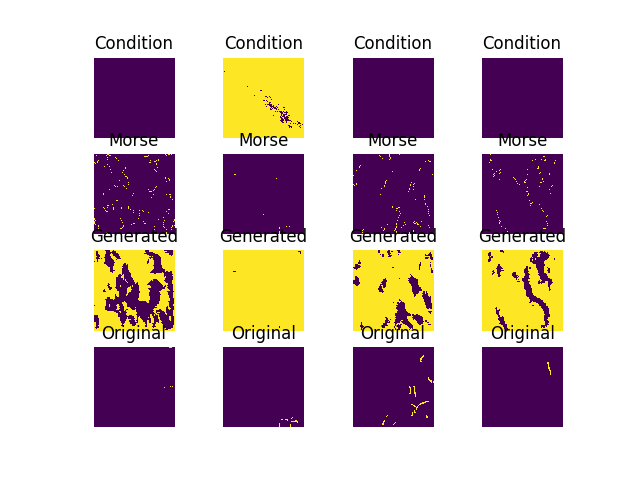 Condition Condition Condition Condition
Morse Morse Morse Morse
Generated Generated Generated Generated
Original Original Original Original